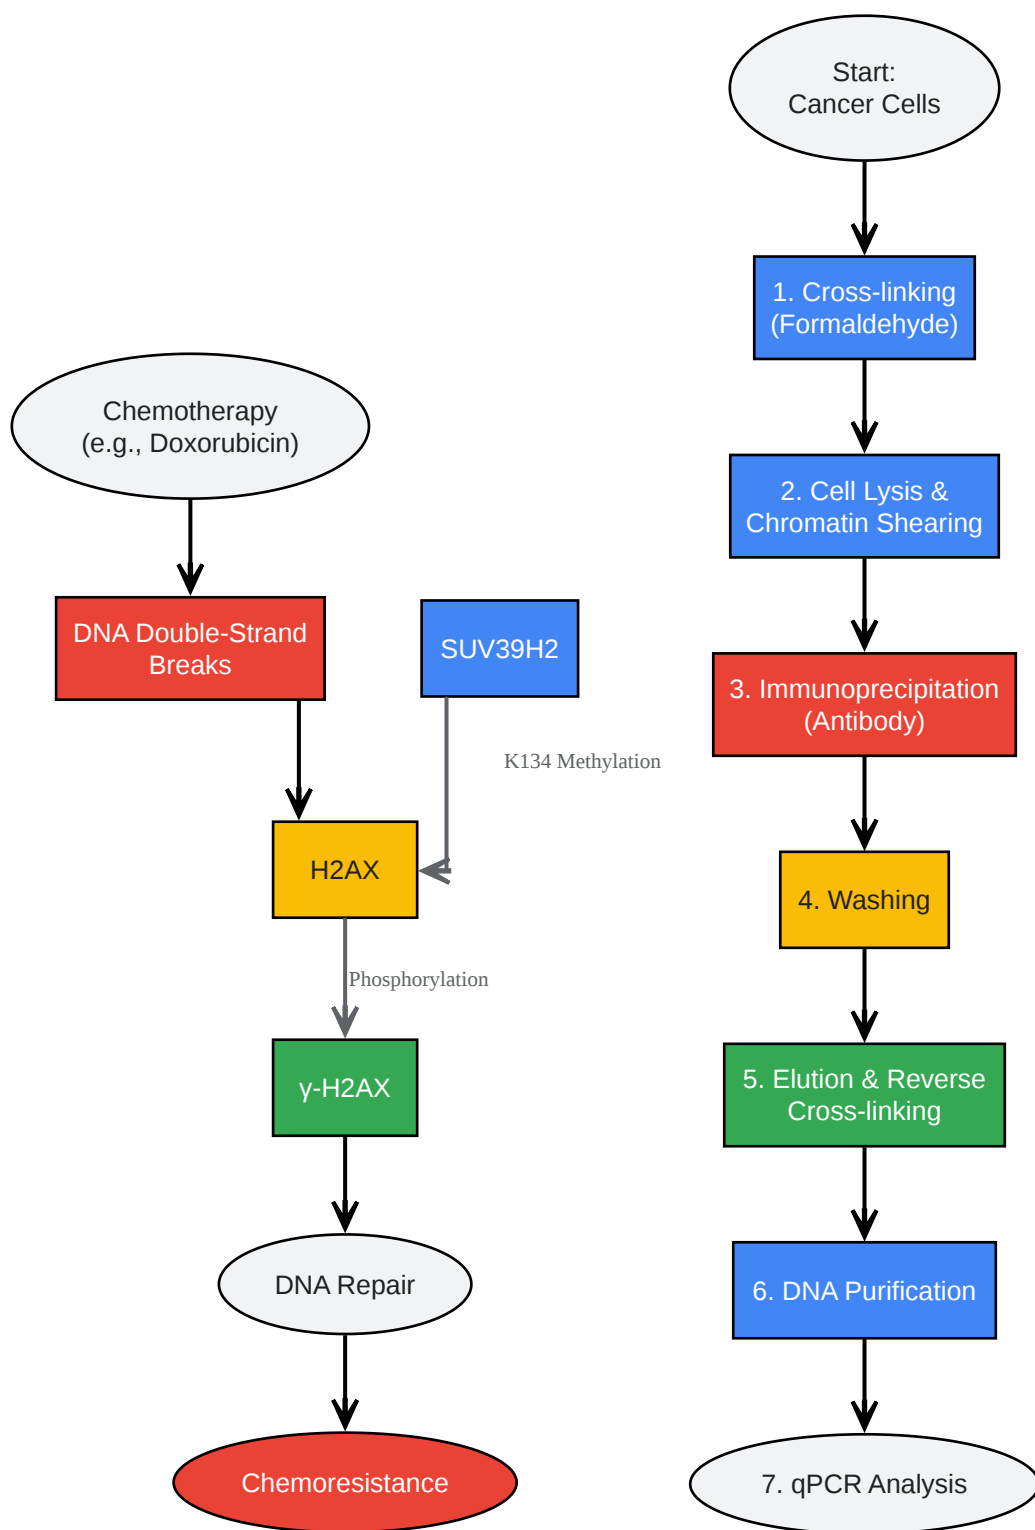 Chemotherapy
(e.g., Doxorubicin)
DNA Double-Strand
Breaks
SUV39H2
K134 Methylation
H2AX
Phosphorylation
γ-H2AX
DNA Repair
Chemoresistance
Start:
Cancer Cells
1. Cross-linking
(Formaldehyde)
2. Cell Lysis &
Chromatin Shearing
3. Immunoprecipitation
(Antibody)
4. Washing
5. Elution & Reverse
Cross-linking
6. DNA Purification
7. qPCR Analysis